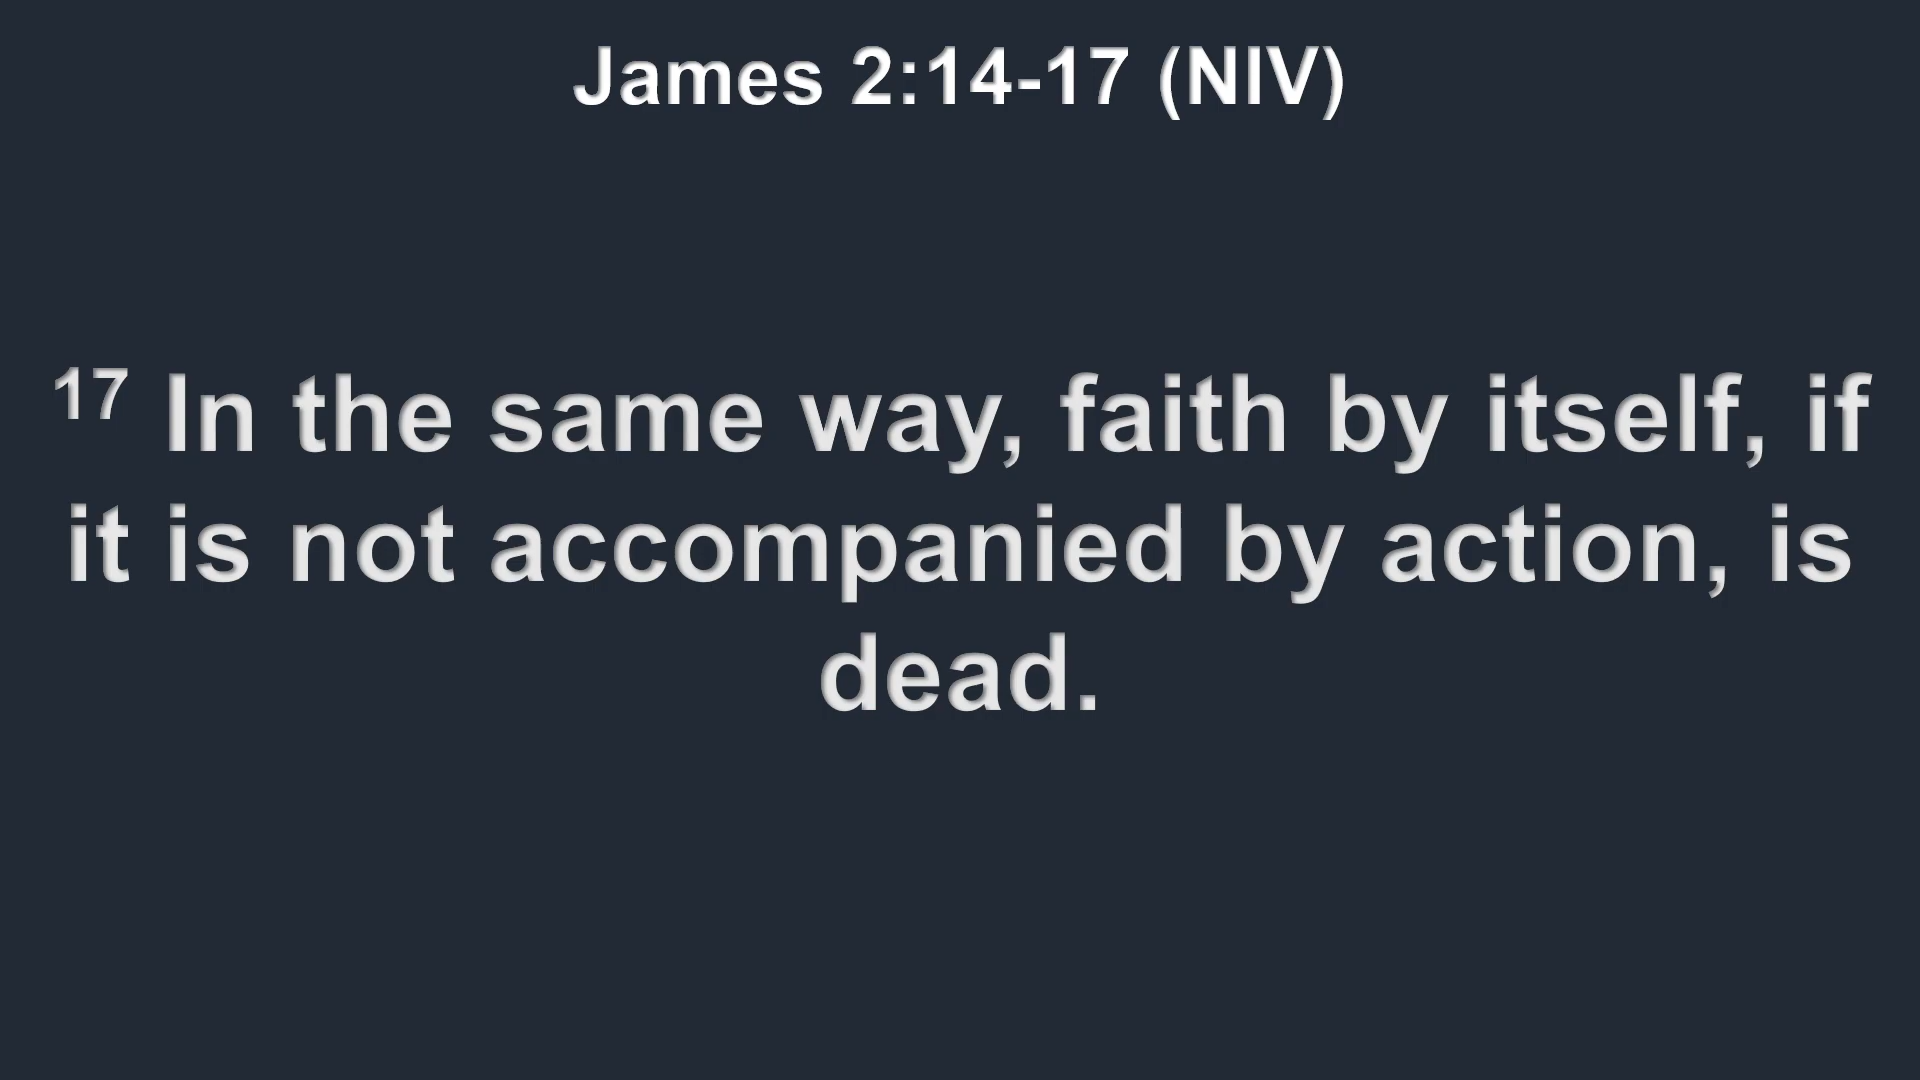 James 2:14-17 (NIV)
17 In the same way, faith by itself, if
it is not accompanied by action, is
dead.